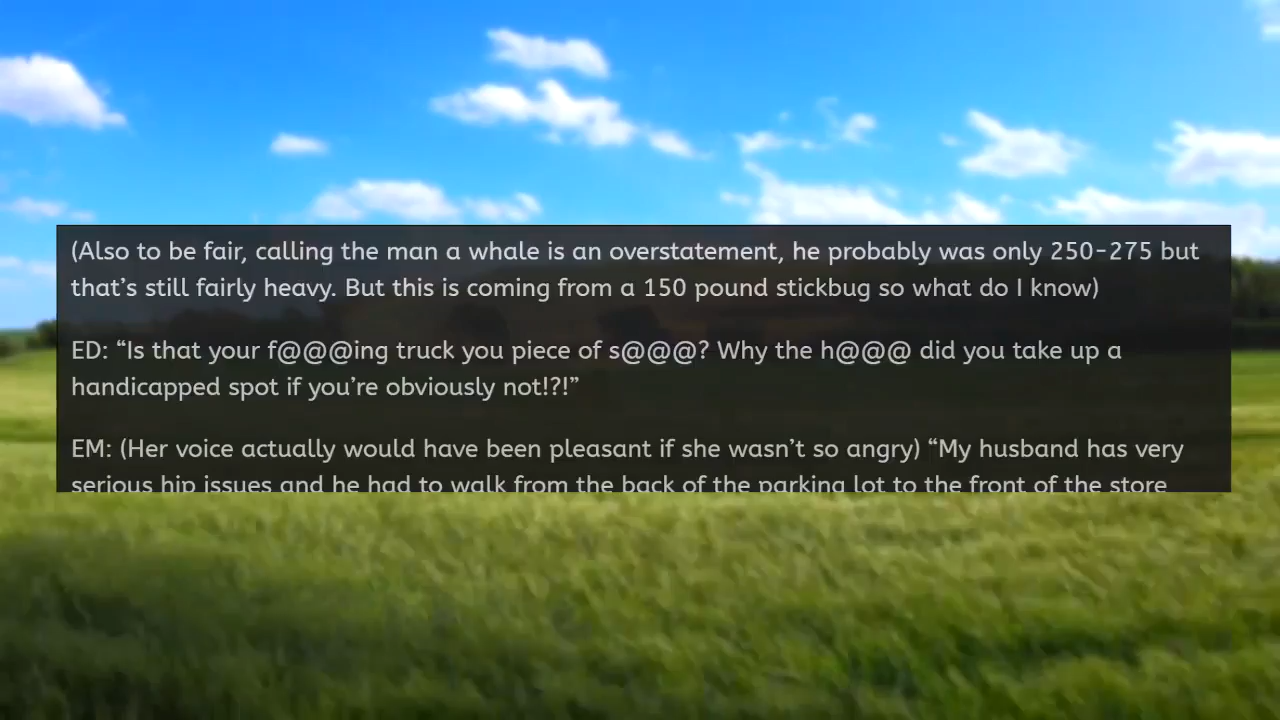 (Also to be fair, calling the man a whale is an overstatement, he probably was only 250-275 but
that’s still fairly heavy. But this is coming from a 150 pound stickbug so what do I know)
ED: “Is that your f@@@ing truck you piece of s@@@? Why the h@@@ did you take up a
handicapped spot if you’re obviously not!?!”
EM: (Her voice actually would have been pleasant if she wasn’t so angry) “My husband has very
serious hip issues and he had to walk from the back of the parking lot to the front of the store